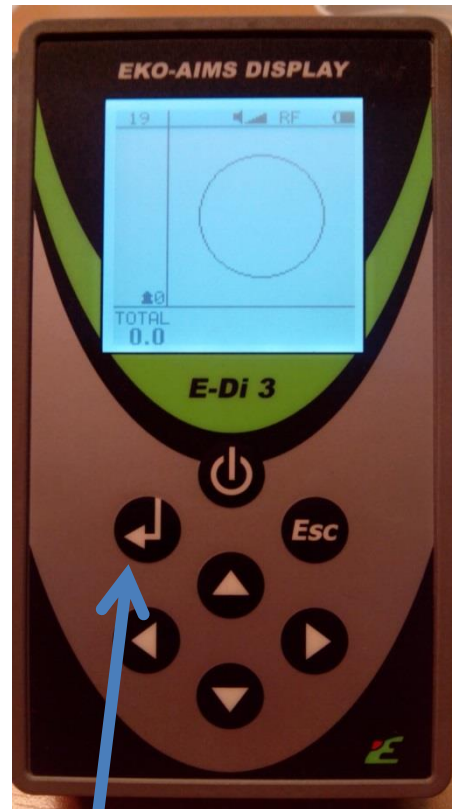 EKO-AIMS DISPLAY
19 RF
0
TOTAL
0.0
E-Di 3
Esc
E